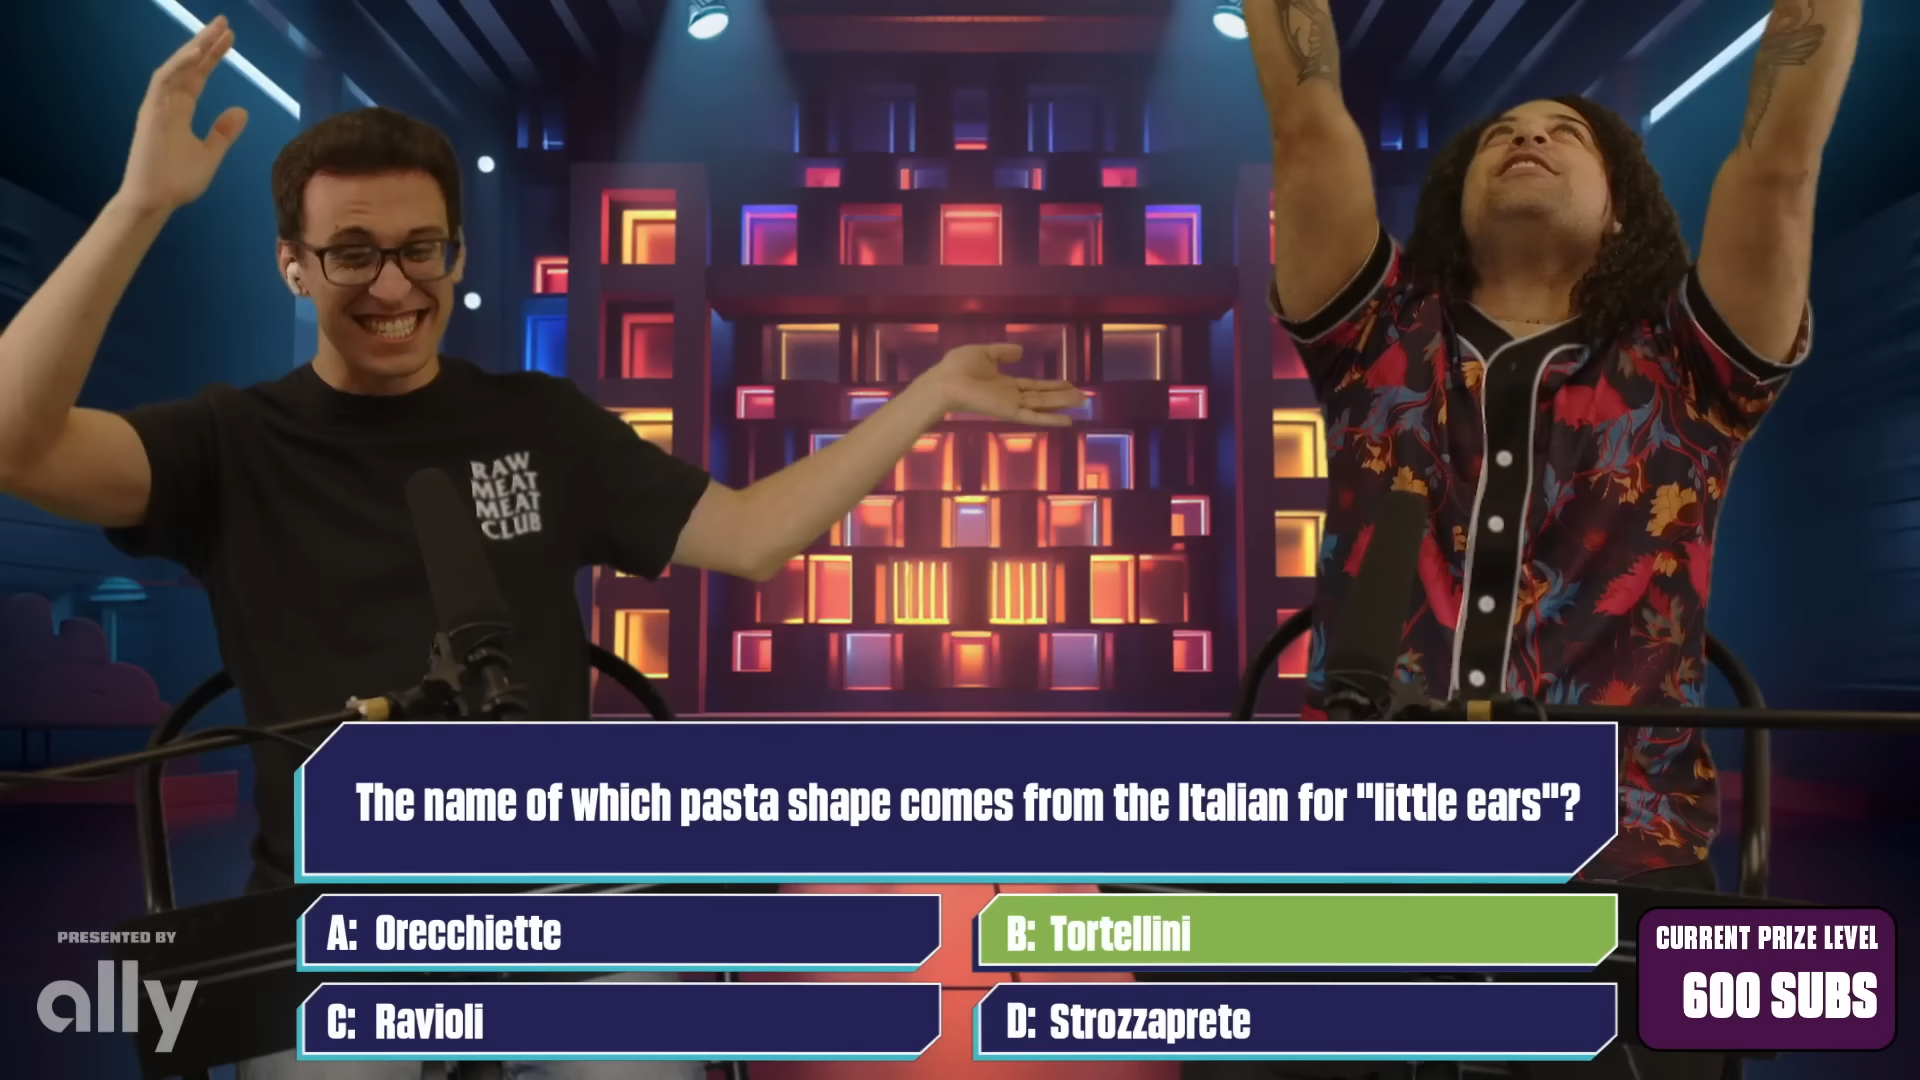 RAW
MEAT
MEAT
CLUB
The name of which pasta shape comes from the Italian for "little ears"?
A: Orecchiette
B: Tortellini
C: Ravioli
D: Strozzaprete
PRESENTED BY
ally
CURRENT PRIZE LEVEL
600 SUBS